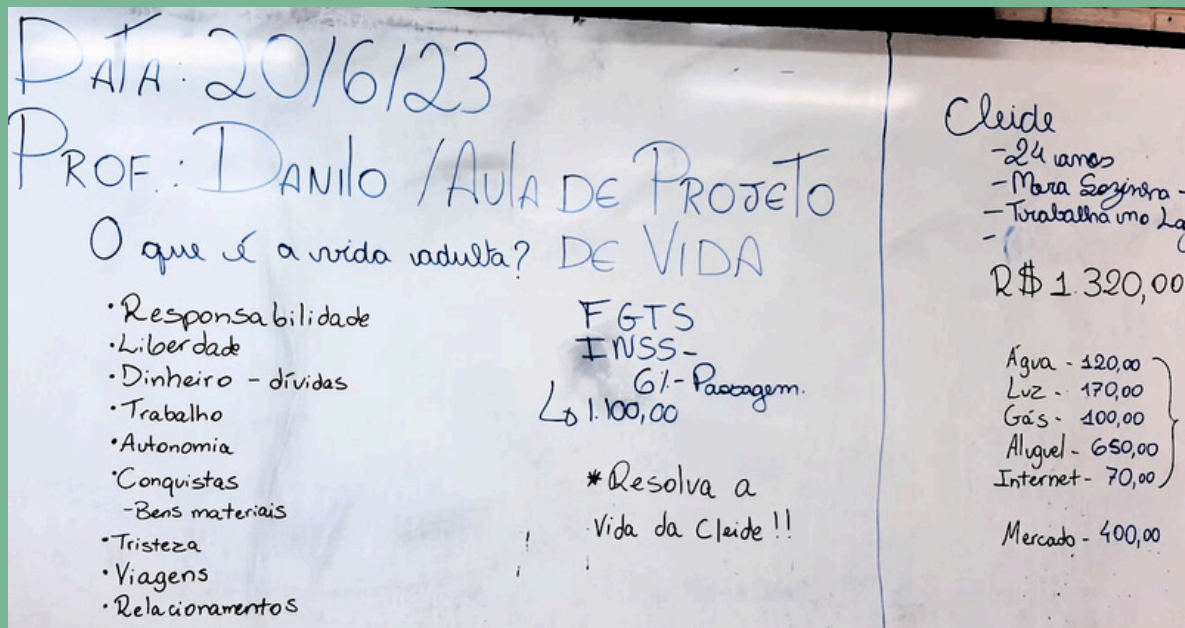 DATA: 20/6/23
PROF.: DANILO / AULA DE PROJETO
DE VIDA
O que é a vida adulta?
• Responsabilidade
• Liberdade
• Dinheiro - dívidas
• Trabalho
• Autonomia
• Conquistas
- Bens materiais
• Tristeza
• Viagens
• Relacionamentos
FGTS
INSS -
6% - Passagem.
↳ 1.100,00
* Resolva a
Vida da Cleide!!
Cleide
- 24 anos
- Mora Sozinha -
- Trabalha no
-
R$ 1.320,00
Água - 120,00
Luz - 170,00
Gás - 100,00
Aluguel - 650,00
Internet - 70,00
Mercado - 400,00